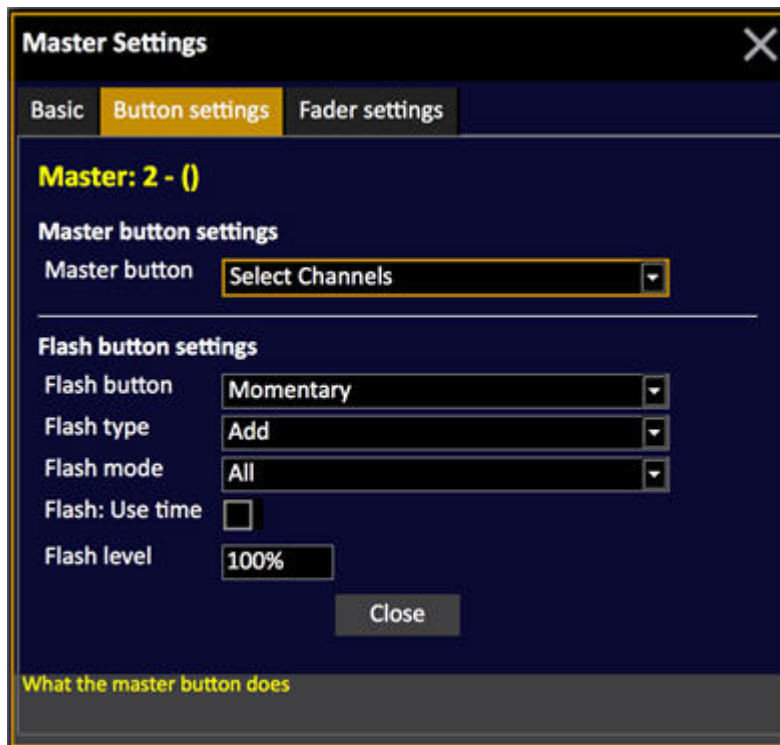 Master Settings
Basic Button settings Fader settings
Master: 2 - ()
Master button settings
Master button Select Channels
Flash button settings
Flash button Momentary
Flash type Add
Flash mode All
Flash: Use time
Flash level 100%
Close
What the master button does